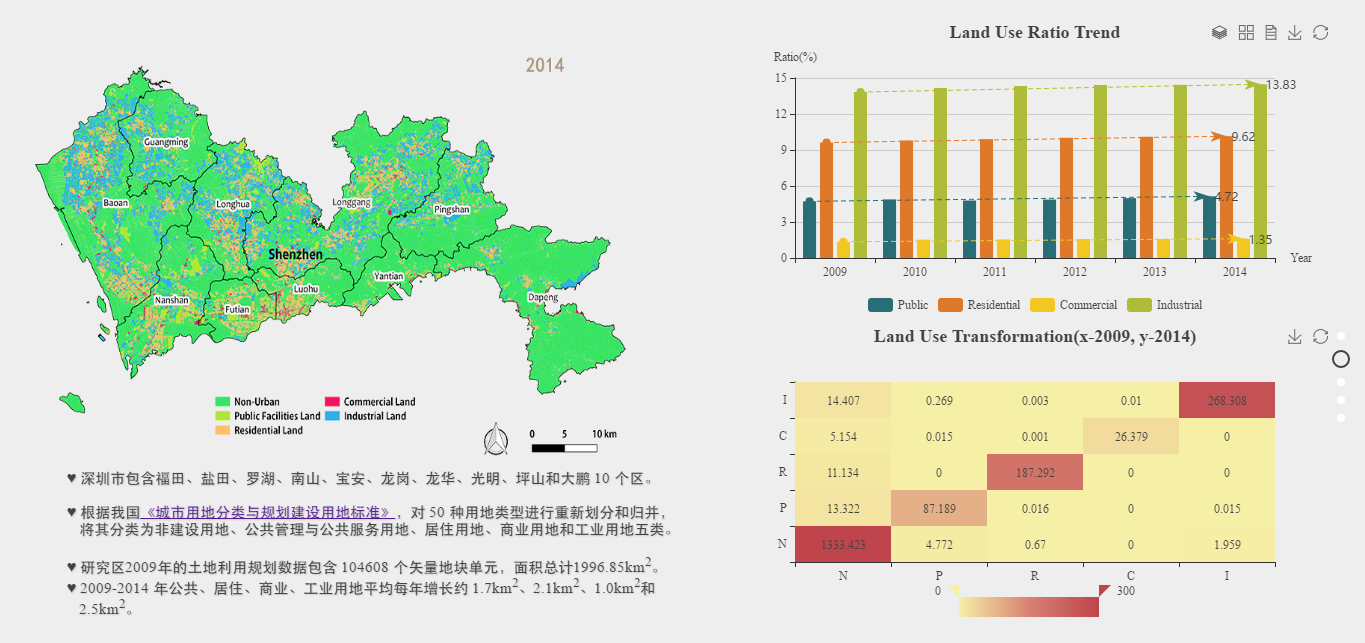 2014
Guangming
Baoan
Longhua
Longgang
Pingshan
Shenzhen
Yantian
Luohu
Nanshan
Futian
Dapeng
Non-Urban
Commercial Land
Public Facilities Land
Industrial Land
Residential Land
0 5 10 km
♥ 深圳市包含福田、盐田、罗湖、南山、宝安、龙岗、龙华、光明、坪山和大鹏 10 个区。
♥ 根据我国《城市用地分类与规划建设用地标准》，对 50 种用地类型进行重新划分和归并，
将其分类为非建设用地、公共管理与公共服务用地、居住用地、商业用地和工业用地五类。
♥ 研究区2009年的土地利用规划数据包含 104608 个矢量地块单元，面积总计1996.85km²。
♥ 2009-2014 年公共、居住、商业、工业用地平均每年增长约 1.7km²、2.1km²、1.0km²和
2.5km²。
Land Use Ratio Trend
Ratio(%)
15
12
9
6
3
0
13.83
9.62
4.72
1.35
2009 2010 2011 2012 2013 2014 Year
Public Residential Commercial Industrial
Land Use Transformation(x-2009, y-2014)
I 14.407 0.269 0.003 0.01 268.308
C 5.154 0.015 0.001 26.379 0
R 11.134 0 187.292 0 0
P 13.322 87.189 0.016 0 0.015
N 1333.423 4.772 0.67 0 1.959
N P R C I
0 300